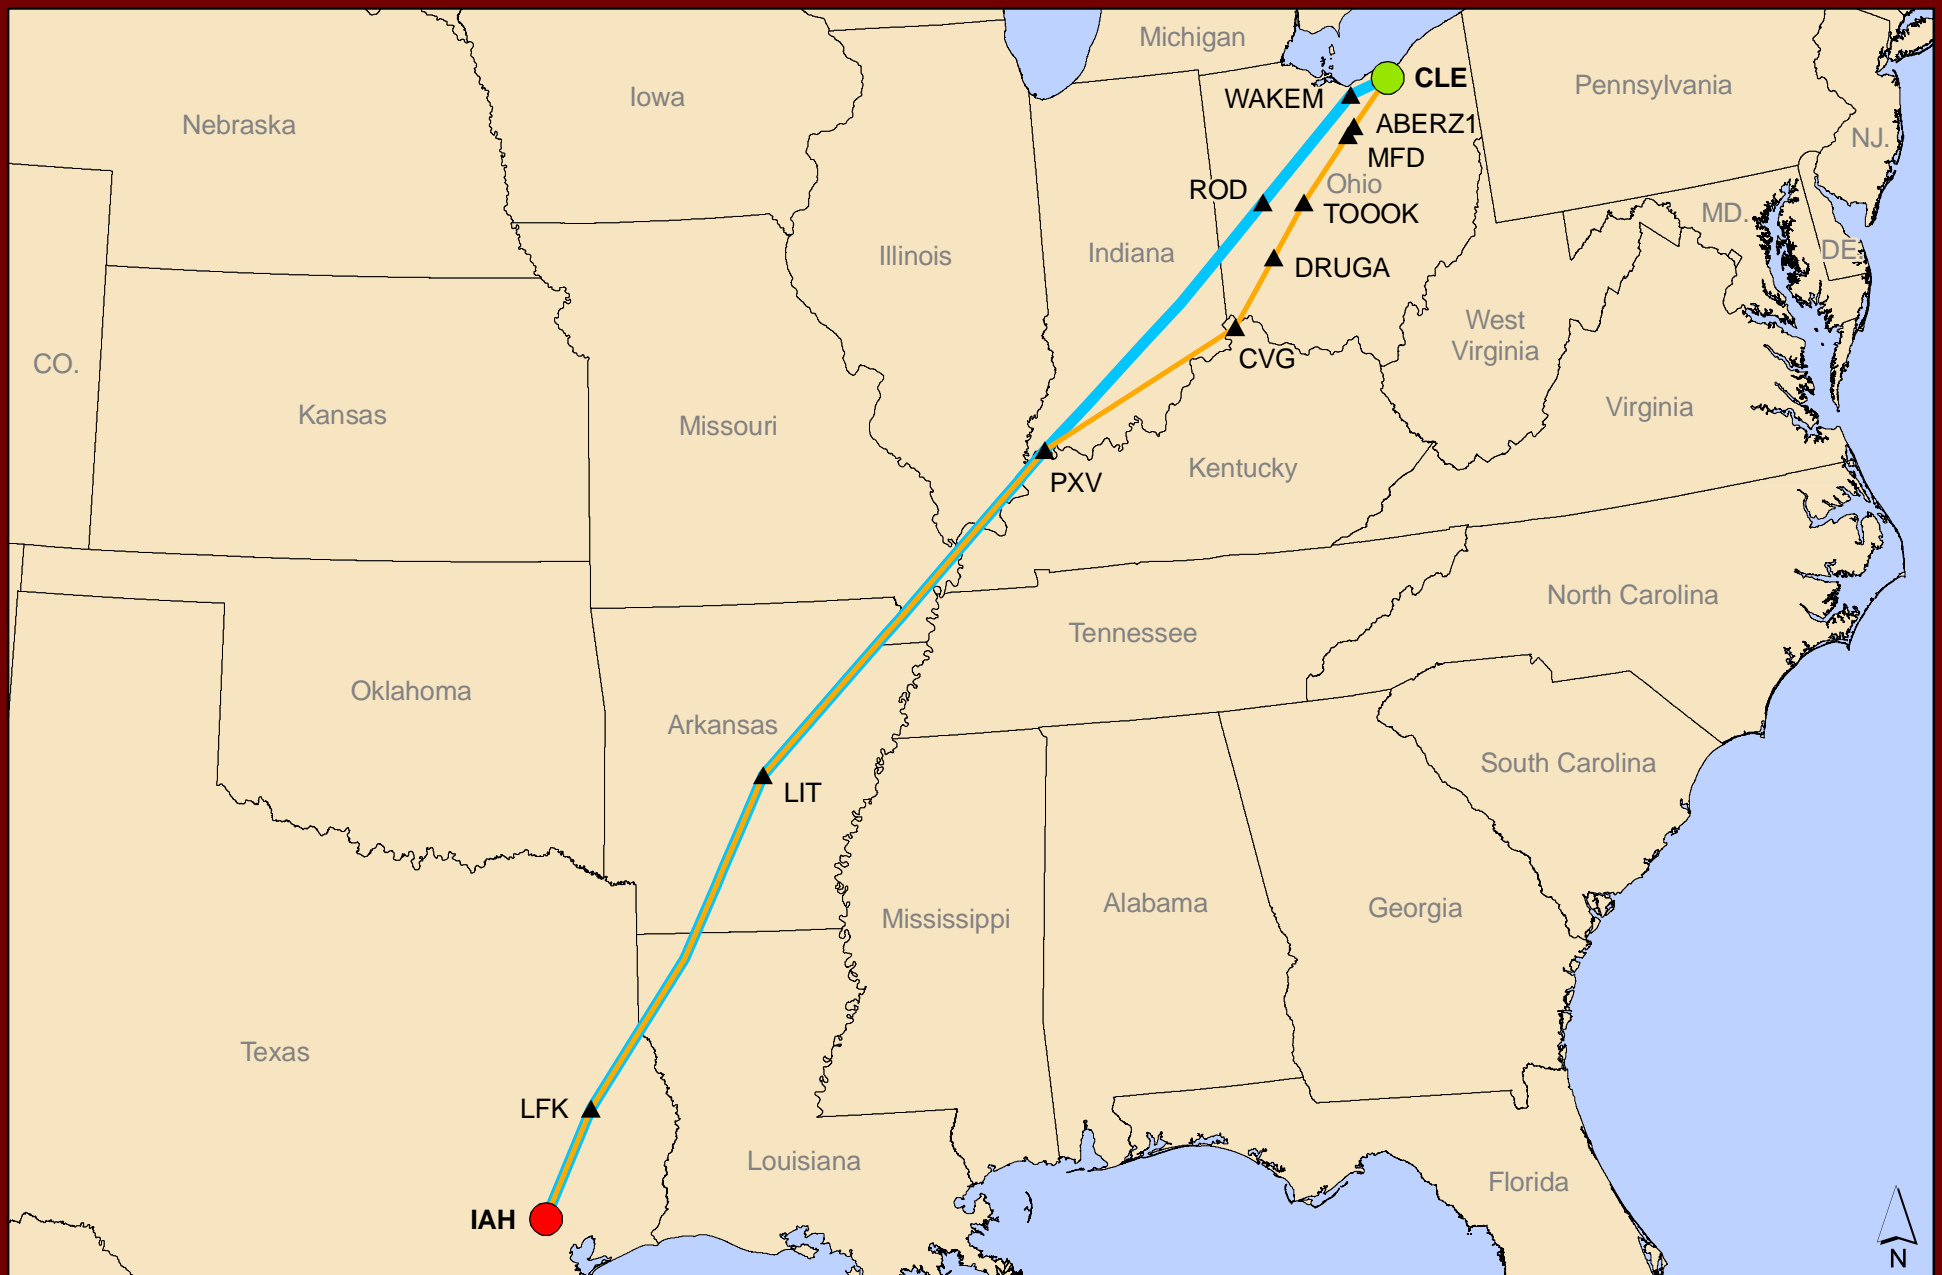 Michigan
CLE
Pennsylvania
Iowa
WAKEM
Nebraska
ABERZ1
NJ.
MFD
Ohio
ROD
TOOOK
MD.
Illinois
Indiana
DE.
DRUGA
West
Virginia
CO.
CVG
Kansas
Missouri
Virginia
Kentucky
PXV
North Carolina
Tennessee
Oklahoma
Arkansas
South Carolina
LIT
Mississippi
Alabama
Georgia
Texas
LFK
Louisiana
Florida
IAH
N